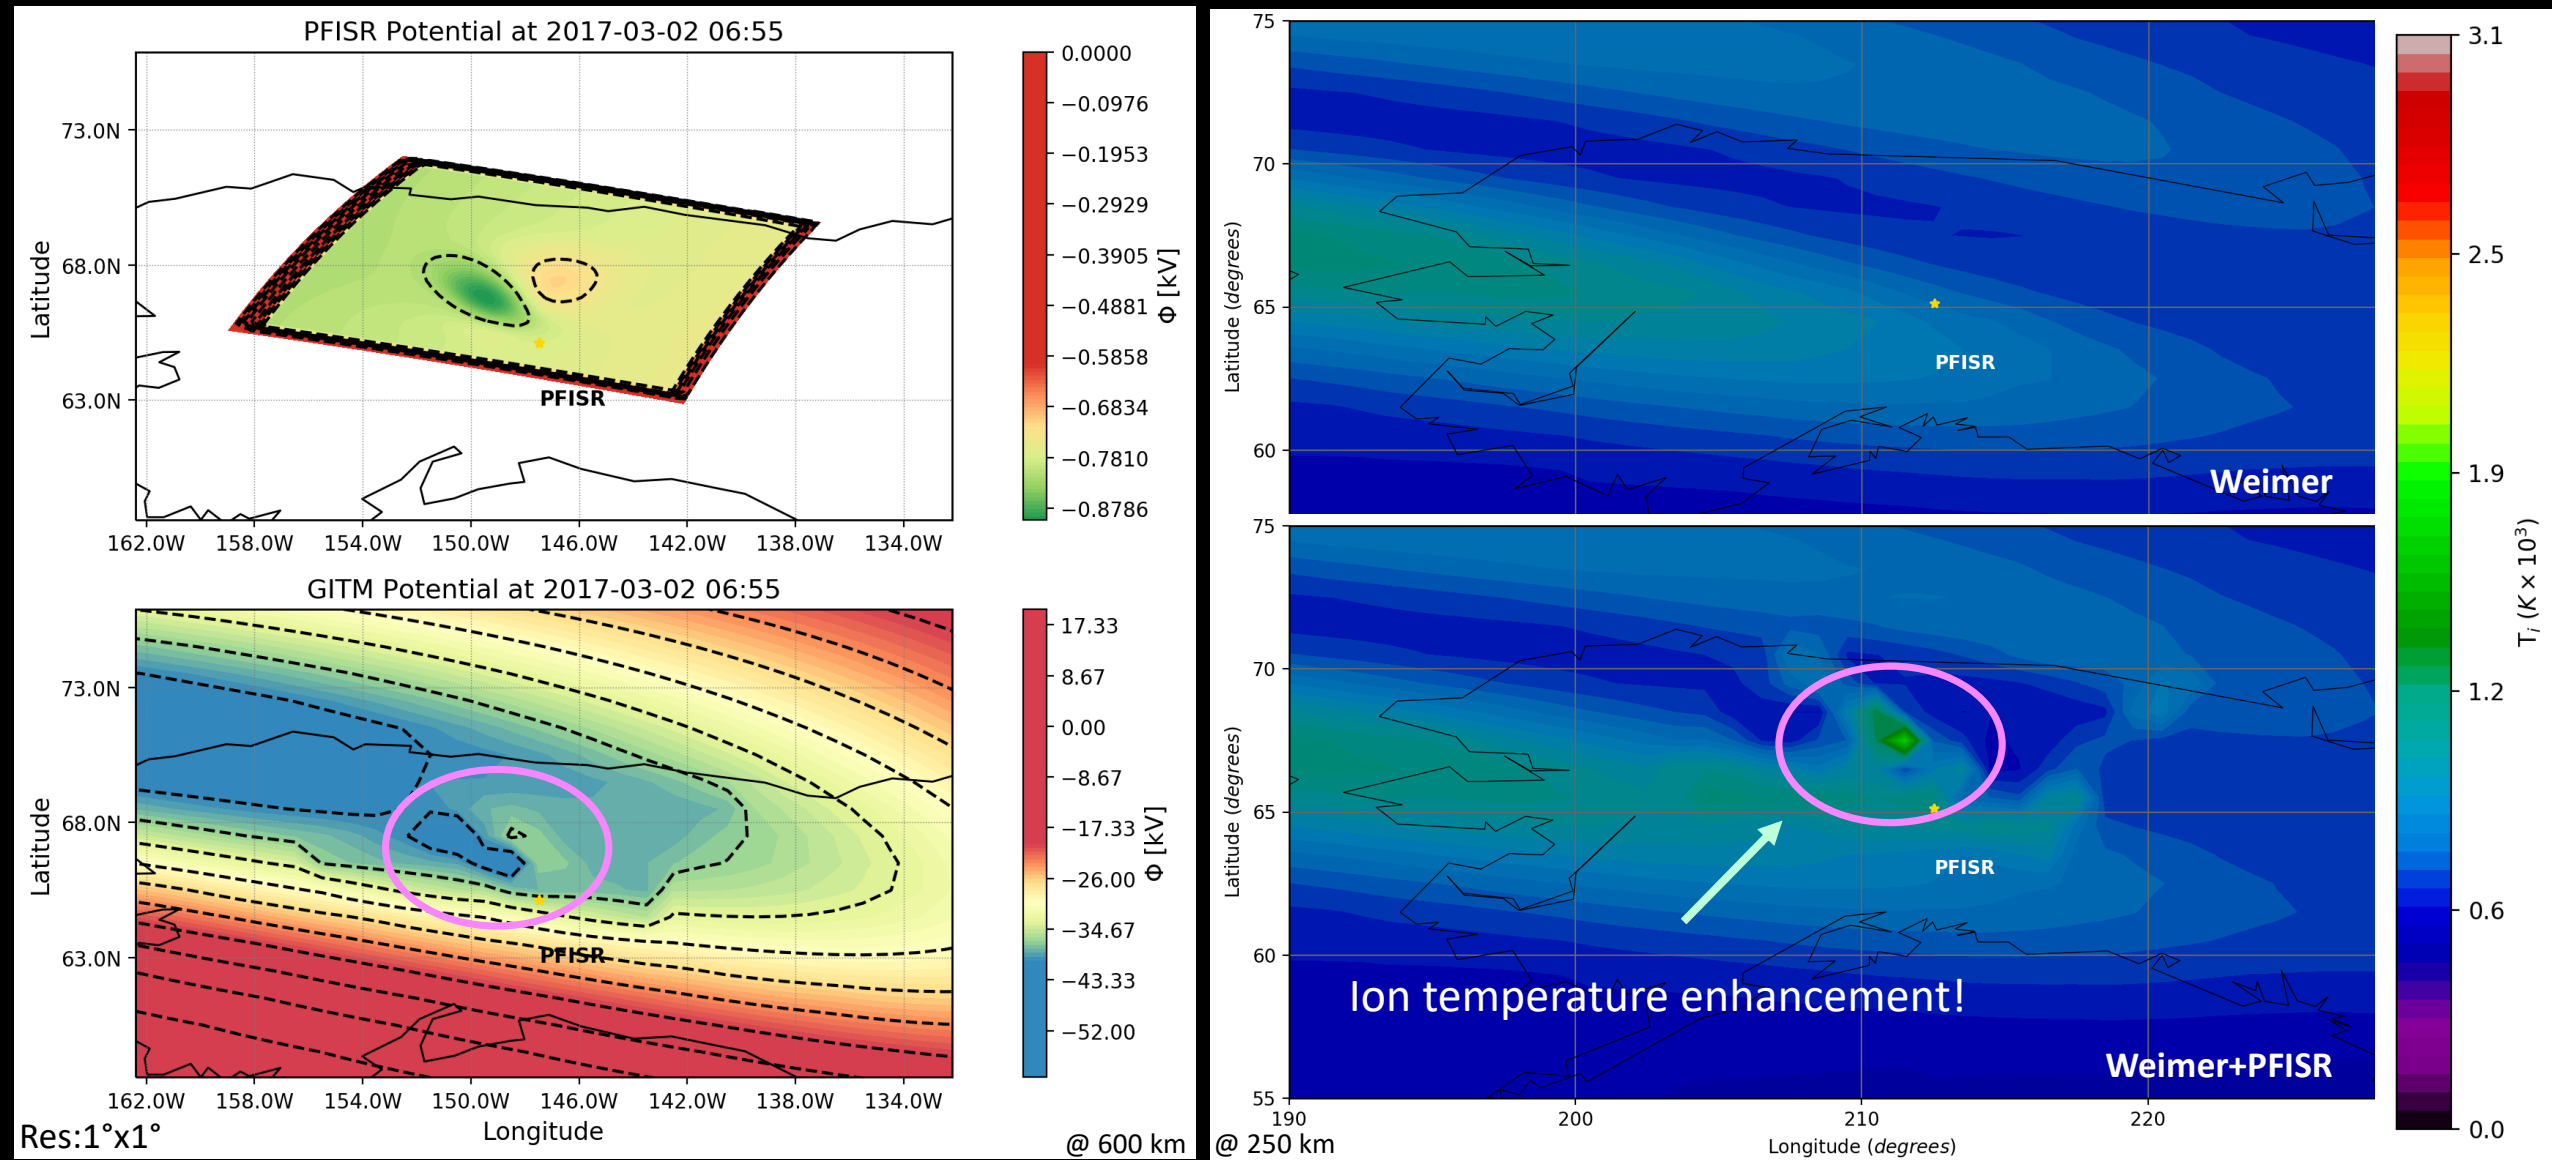 PFISR Potential at 2017-03-02 06:55
73.0N
68.0N
63.0N
Latitude
162.0W 158.0W 154.0W 150.0W 146.0W 142.0W 138.0W 134.0W
PFISR
0.0000
−0.0976
−0.1953
−0.2929
−0.3905
−0.4881
−0.5858
−0.6834
−0.7810
−0.8786
Φ [kV]
GITM Potential at 2017-03-02 06:55
73.0N
68.0N
63.0N
Latitude
PFISR
162.0W 158.0W 154.0W 150.0W 146.0W 142.0W 138.0W 134.0W
Longitude
17.33
8.67
0.00
−8.67
−17.33
−26.00
−34.67
−43.33
−52.00
Φ [kV]
Res:1°x1°
@ 600 km
75
70
65
60
Latitude (degrees)
PFISR
Weimer
75
70
65
60
55
Latitude (degrees)
PFISR
Ion temperature enhancement!
Weimer+PFISR
190 200 210 220
Longitude (degrees)
@ 250 km
3.1
2.5
1.9
1.2
0.6
0.0
Tᵢ (K × 10³)